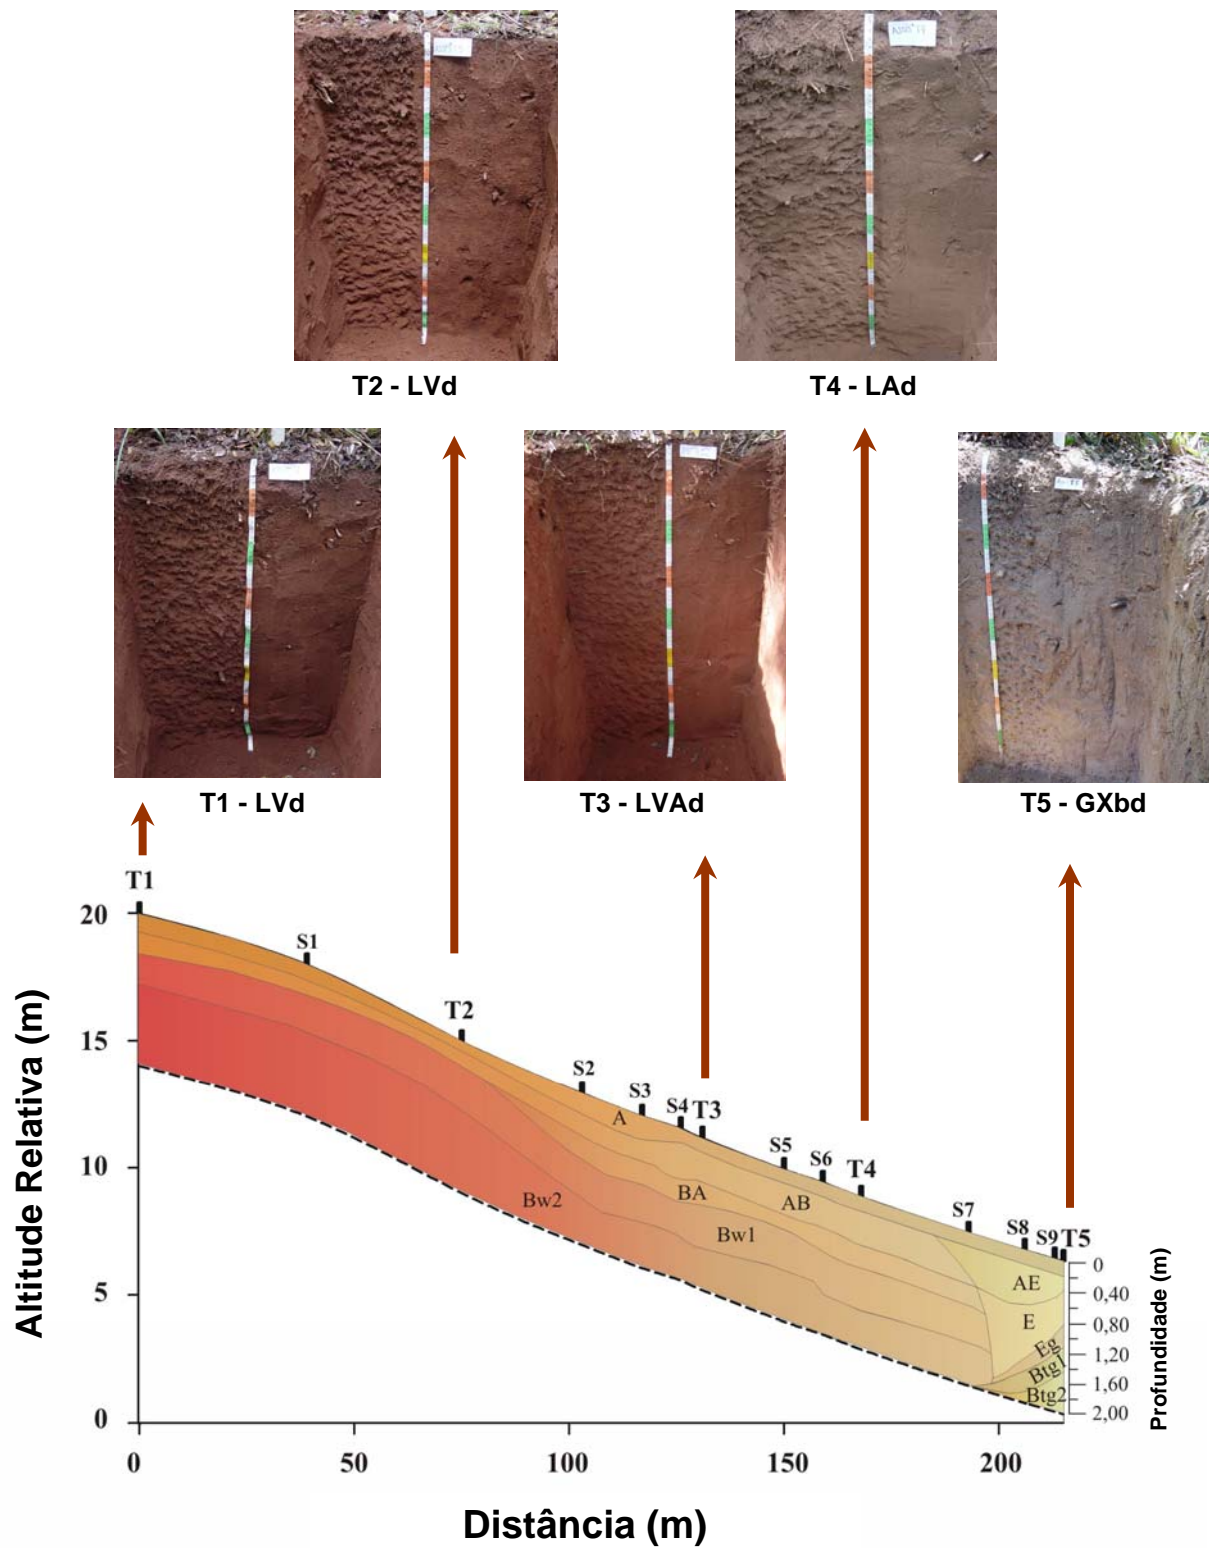 T2 - LVd
T4 - LAd
T1 - LVd
T3 - LVAd
T5 - GXbd
T1
S1
T2
S2
S3
S4
T3
S5
S6
T4
S7
S8
S9
T5
A
BA
AB
Bw1
Bw2
AE
E
Eg
Btg1
Btg2
20
15
10
5
0
Altitude Relativa (m)
0
0,40
0,80
1,20
1,60
2,00
Profundidade (m)
0
50
100
150
200
Distância (m)